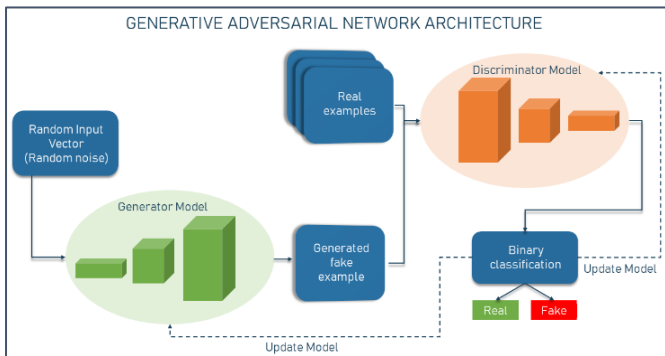 GENERATIVE ADVERSARIAL NETWORK ARCHITECTURE
Discriminator Model
Real
examples
Random Input
Vector
(Random noise)
Generator Model
Generated
fake
example
Binary
classification
Update Model
Real
Fake
Update Model